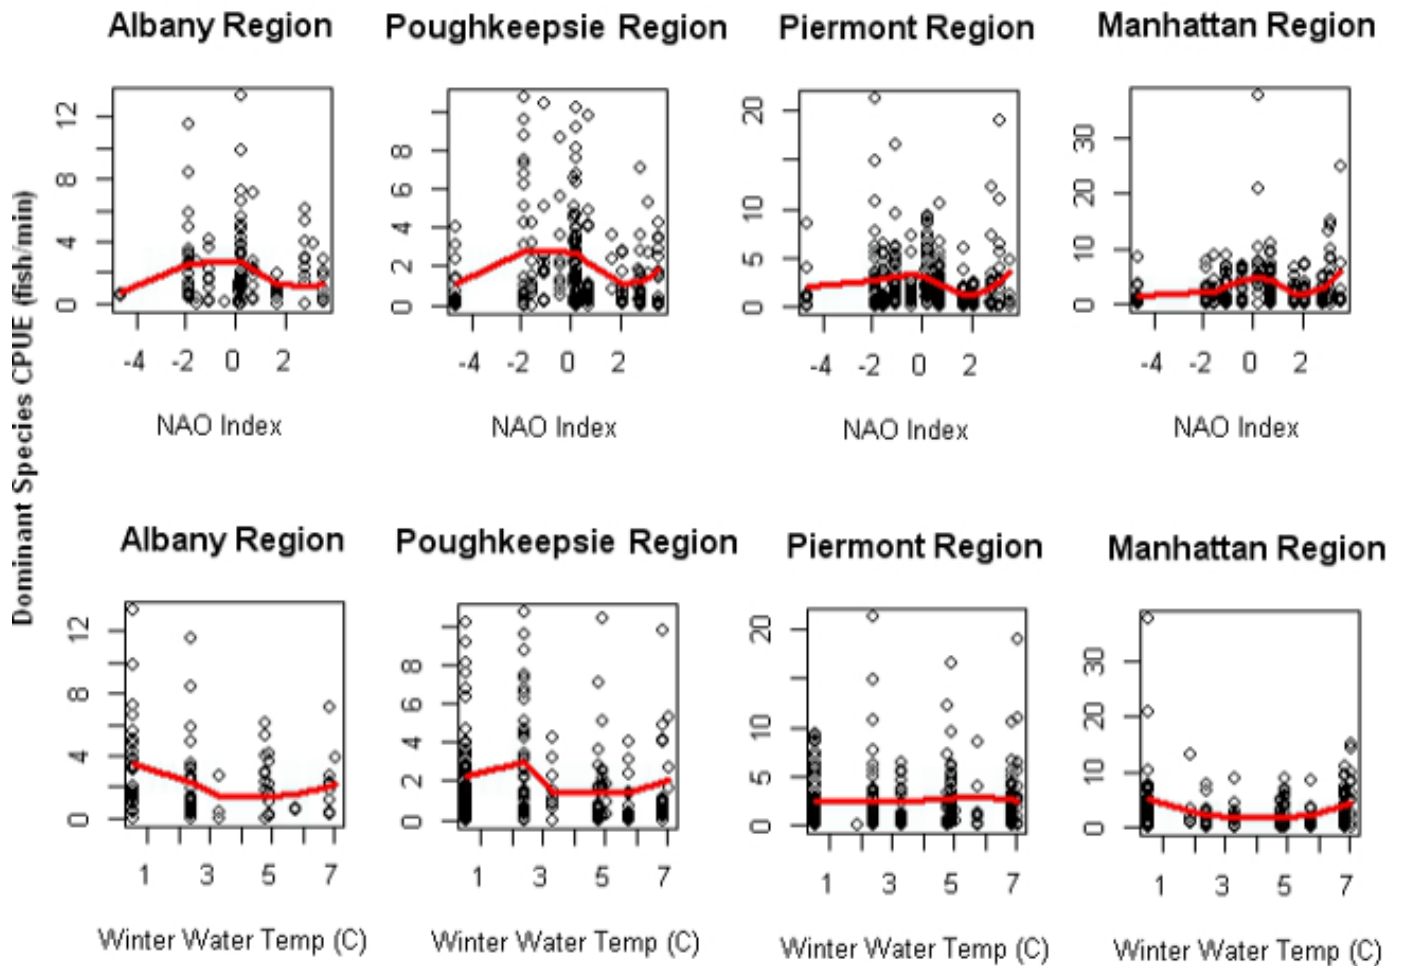 Albany Region Poughkeepsie Region Piermont Region Manhattan Region
Dominant Species CPUE (fish/min)
0 4 8 12
0 2 4 6 8
0 5 10 20
0 10 20 30
-4 -2 0 2
-4 -2 0 2
-4 -2 0 2
-4 -2 0 2
NAO Index NAO Index NAO Index NAO Index
Albany Region Poughkeepsie Region Piermont Region Manhattan Region
0 4 8 12
0 2 4 6 8
0 5 10 20
0 10 20 30
1 3 5 7
1 3 5 7
1 3 5 7
1 3 5 7
Winter Water Temp (C) Winter Water Temp (C) Winter Water Temp (C) Winter Water Temp (C)